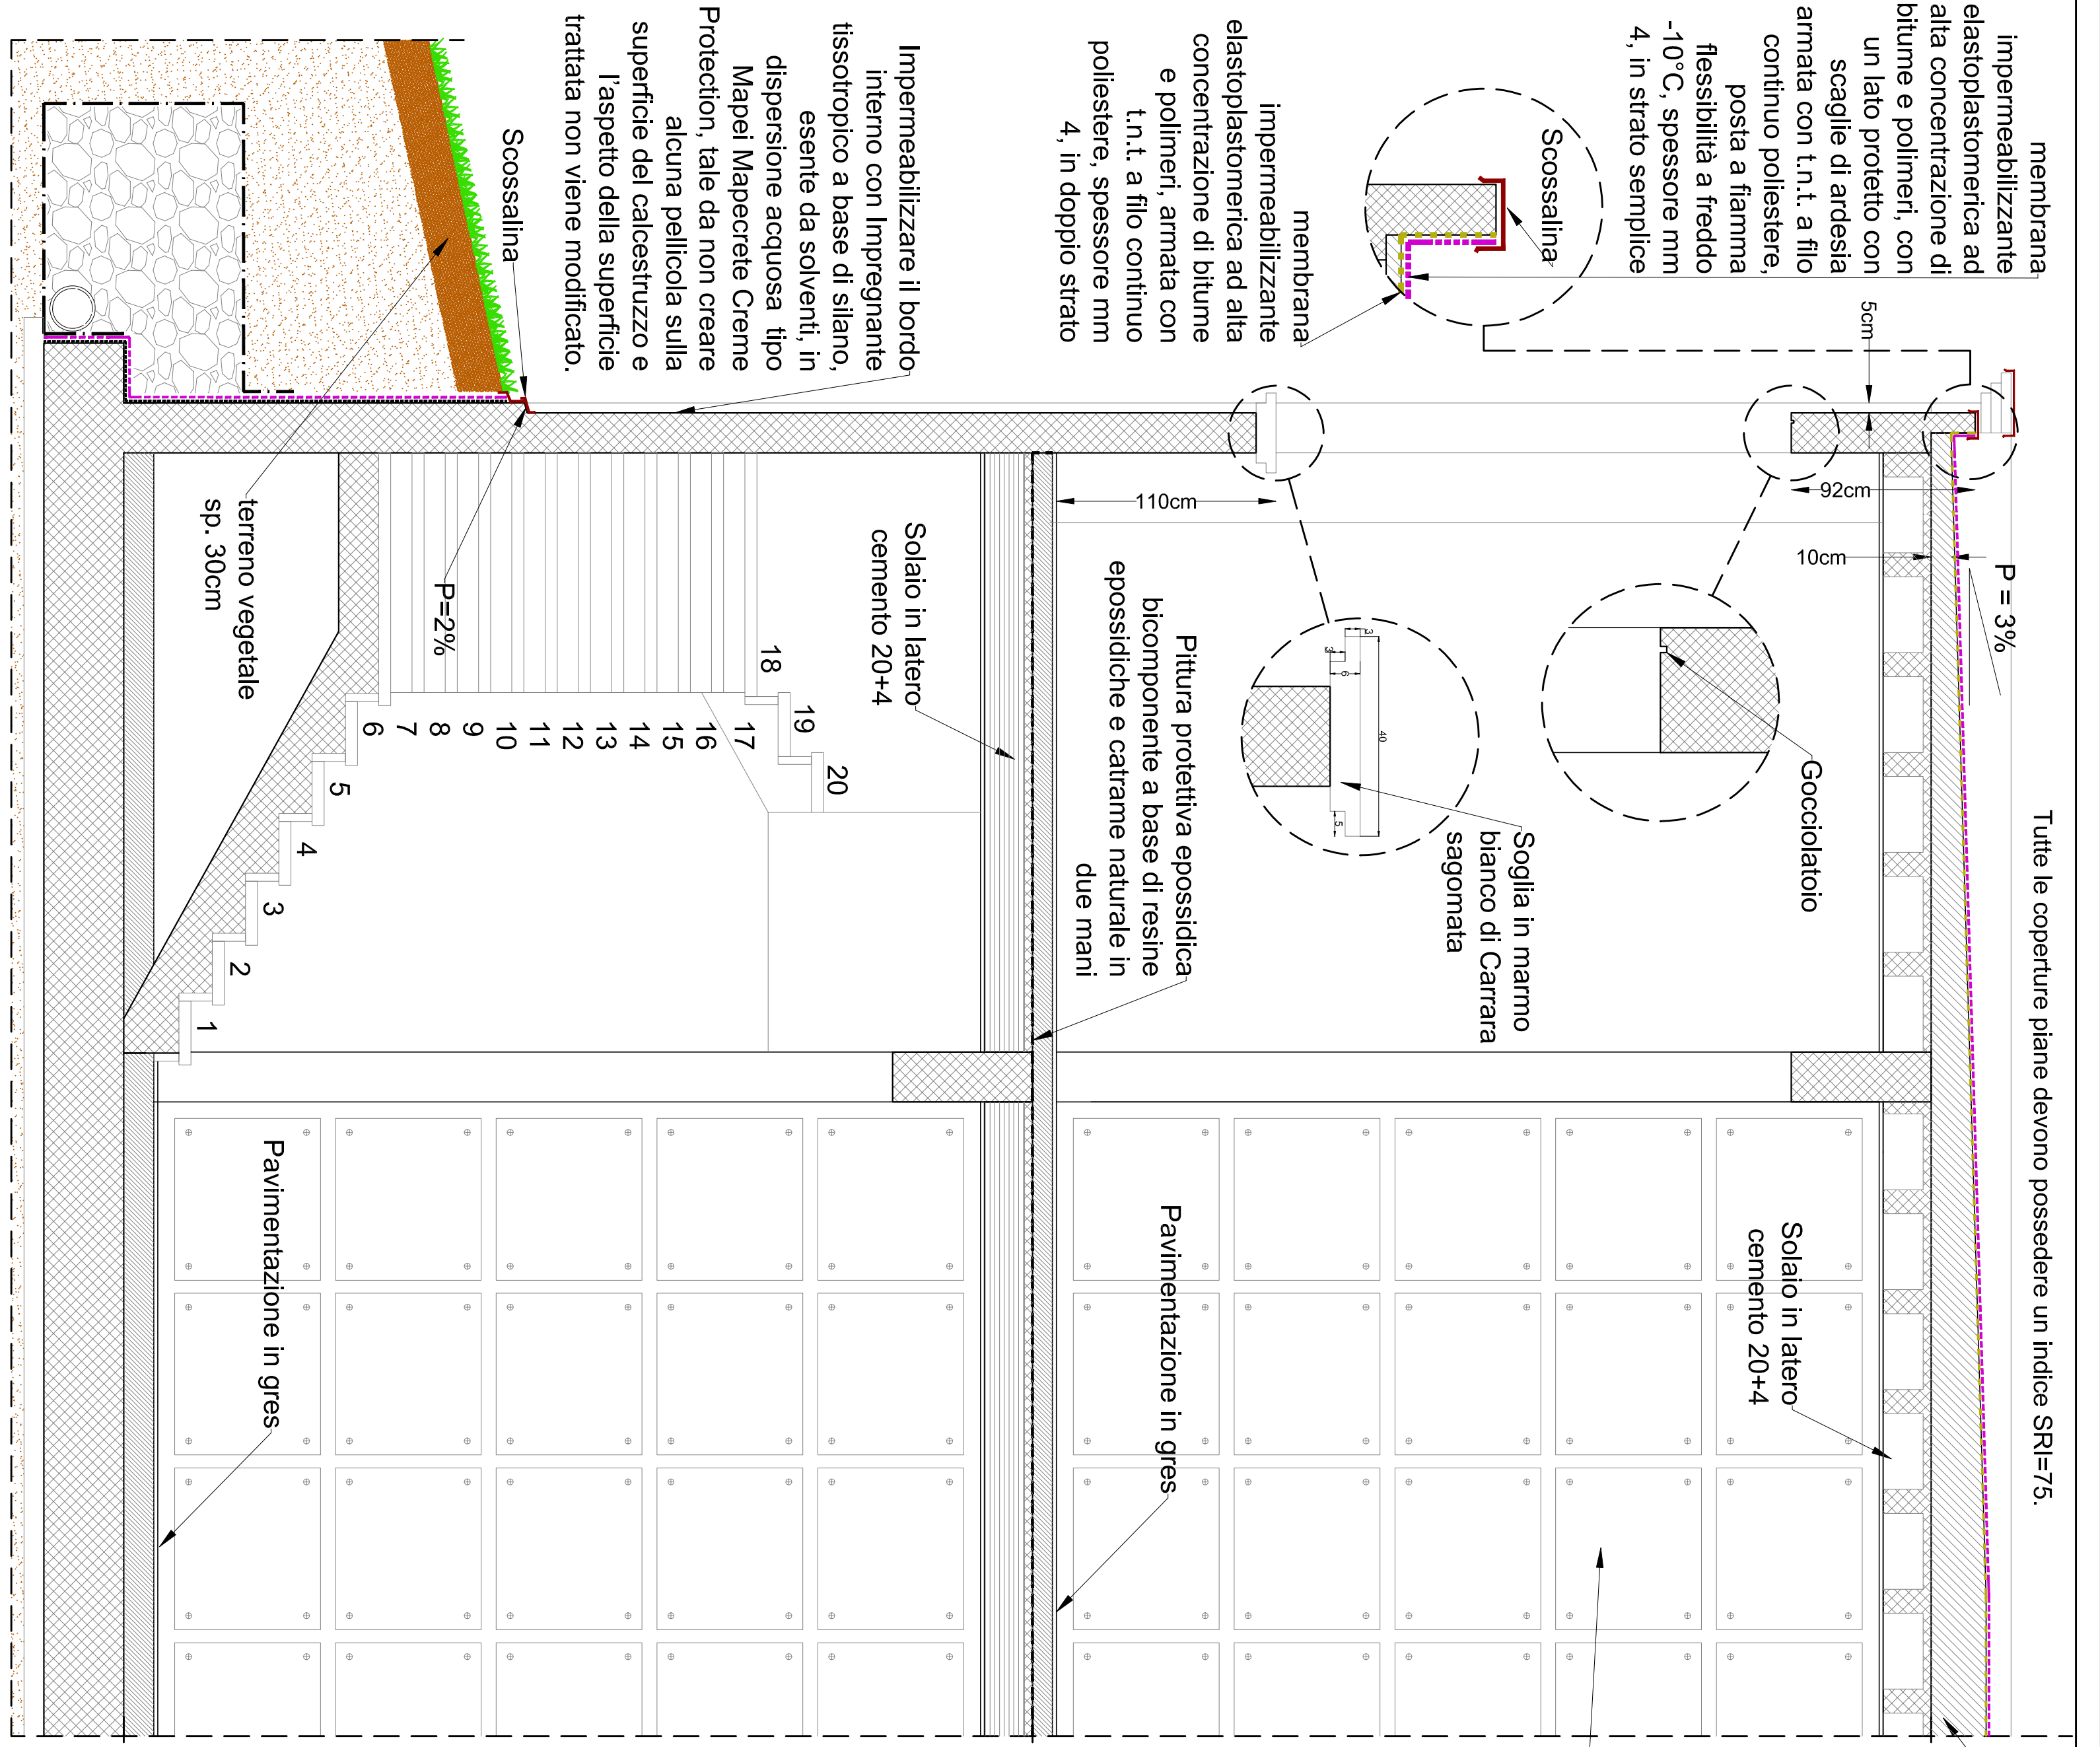 Tutte le coperture piane devono possedere un indice SRI=75.
membrana
impermeabilizzante
elastoplastomerica ad
alta concentrazione di
bitume e polimeri, con
un lato protetto con
scaglie di ardesia
armata con t.n.t. a filo
continuo poliestere,
posta a fiamma
flessibilità a freddo
-10°C, spessore mm
4, in strato semplice
Scossalina
membrana
impermeabilizzante
elastoplastomerica ad alta
concentrazione di bitume
e polimeri, armata con
t.n.t. a filo continuo
poliestere, spessore mm
4, in doppio strato
5cm
92cm
10cm
P = 3%
110cm
Gocciolatoio
3
3
6
40
5
Soglia in marmo
bianco di Carrara
sagomata
Solaio in latero
cemento 20+4
Pittura protettiva epossidica
bicomponente a base di resine
epossidiche e catrame naturale in
due mani
Pavimentazione in gres
Impermeabilizzare il bordo
interno con Impregnante
tissotropico a base di silano,
esente da solventi, in
dispersione acquosa tipo
Mapei Mapecrete Creme
Protection, tale da non creare
alcuna pellicola sulla
superficie del calcestruzzo e
l'aspetto della superficie
trattata non viene modificato.
Scossalina
Solaio in latero
cemento 20+4
20
19
18
17
16
15
14
13
12
11
10
9
8
7
6
5
4
3
2
1
P=2%
terreno vegetale
sp. 30cm
Pavimentazione in gres